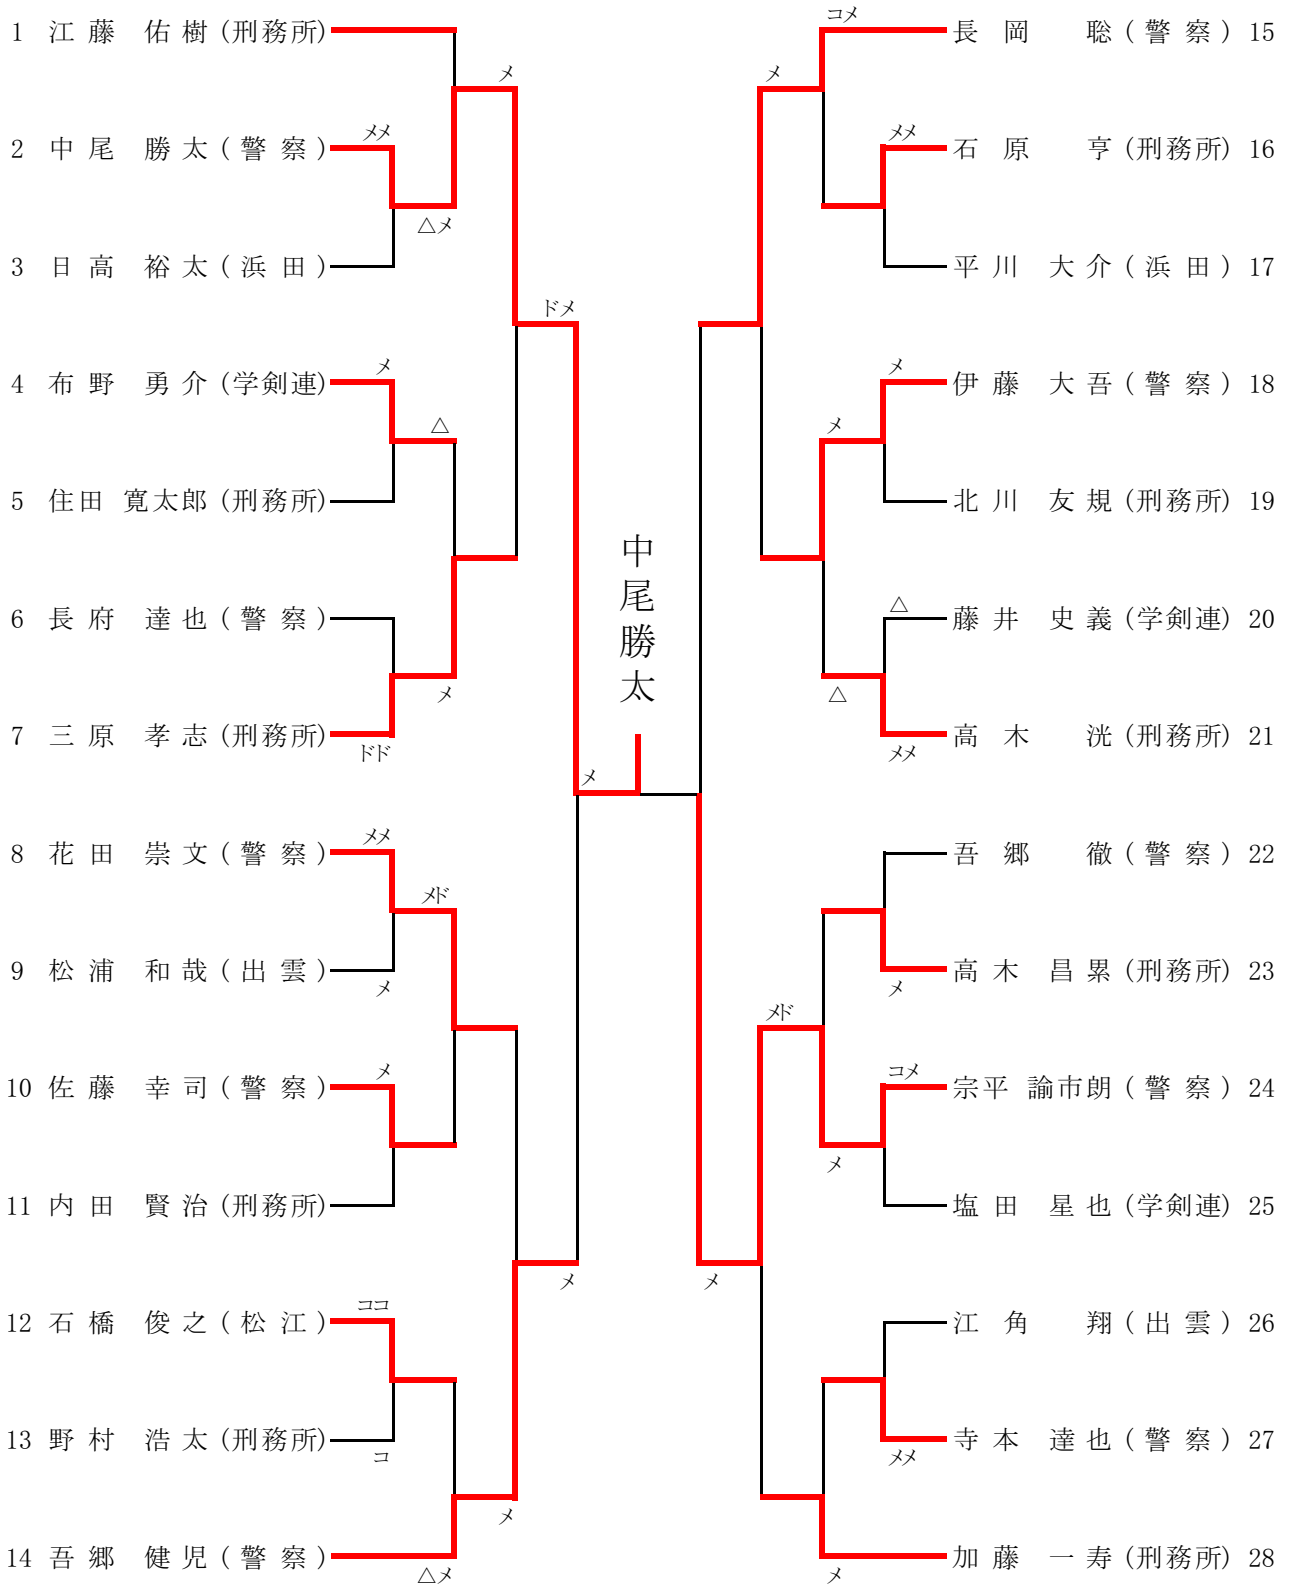 1 江藤 佑樹 (刑務所)
2 中尾 勝太 (警察)
3 日高 裕太 (浜田)
4 布野 勇介 (学剣連)
5 住田 寛太郎 (刑務所)
6 長府 達也 (警察)
7 三原 孝志 (刑務所)
8 花田 崇文 (警察)
9 松浦 和哉 (出雲)
10 佐藤 幸司 (警察)
11 内田 賢治 (刑務所)
12 石橋 俊之 (松江)
13 野村 浩太 (刑務所)
14 吾郷 健児 (警察)
メメ
△メ
メ
メ
△
ドド
メ
ドメ
メメ
メ
メド
メ
ココ
コ
△メ
メ
メ
メ
中尾勝太
長岡 聡 (警察) 15
石原 亨 (刑務所) 16
平川 大介 (浜田) 17
伊藤 大吾 (警察) 18
北川 友規 (刑務所) 19
藤井 史義 (学剣連) 20
高木 洸 (刑務所) 21
吾郷 徹 (警察) 22
高木 昌累 (刑務所) 23
宗平 諭市朗 (警察) 24
塩田 星也 (学剣連) 25
江角 翔 (出雲) 26
寺本 達也 (警察) 27
加藤 一寿 (刑務所) 28
コメ
メ
メメ
メ
メ
△
△
メメ
メ
メド
コメ
メ
メ
メメ
メ